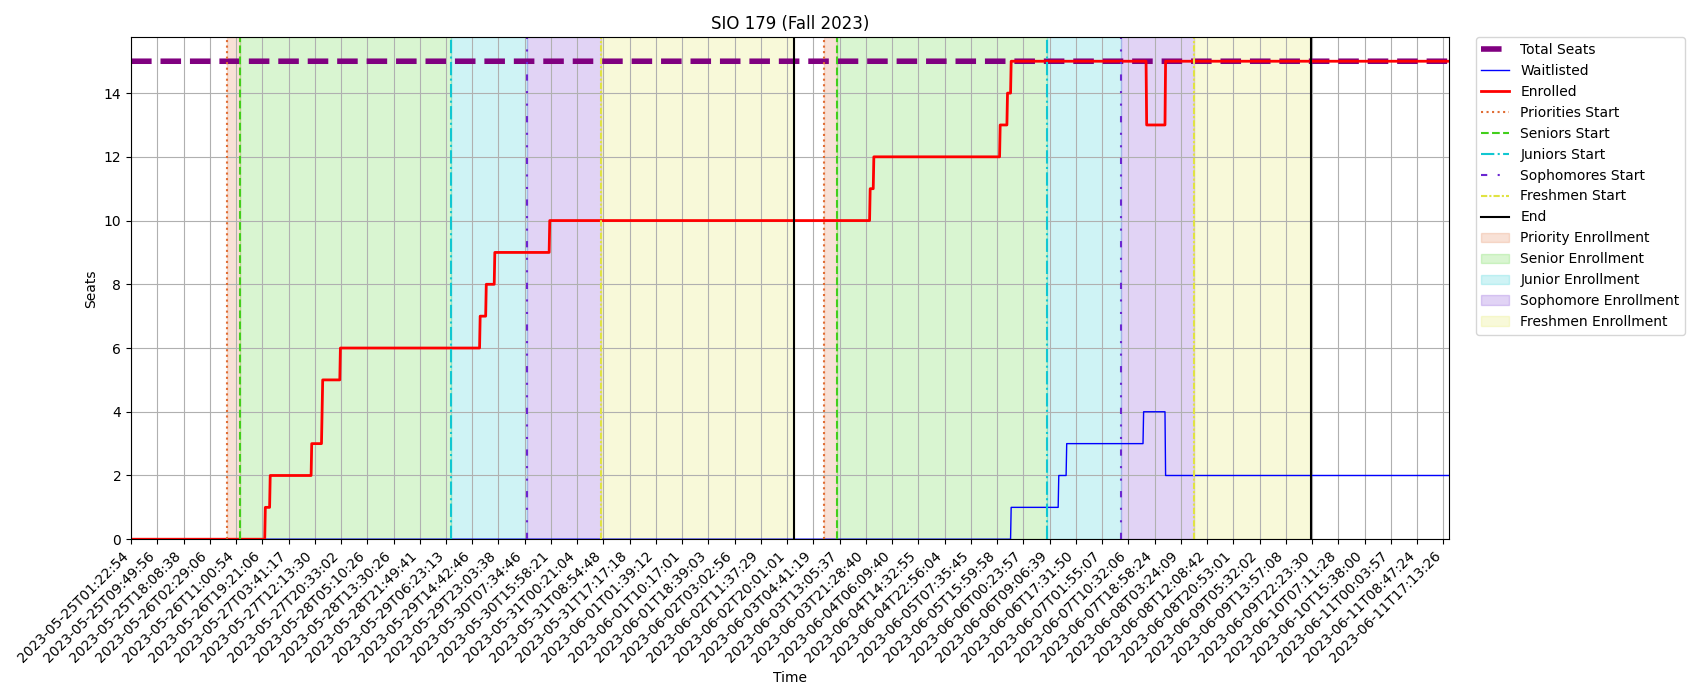 SIO 179 (Fall 2023)
Total Seats
Waitlisted
Enrolled
Priorities Start
Seniors Start
Juniors Start
Sophomores Start
Freshmen Start
End
Priority Enrollment
Senior Enrollment
Junior Enrollment
Sophomore Enrollment
Freshmen Enrollment
Seats
14
12
10
8
6
4
2
0
2023-05-25T01:22:54
2023-05-25T09:49:56
2023-05-25T18:08:38
2023-05-26T02:29:06
2023-05-26T11:00:54
2023-05-26T19:21:06
2023-05-27T03:41:17
2023-05-27T12:13:30
2023-05-27T20:33:02
2023-05-28T05:10:26
2023-05-28T13:30:26
2023-05-28T21:49:41
2023-05-29T06:23:13
2023-05-29T14:42:46
2023-05-29T23:03:38
2023-05-30T07:34:46
2023-05-30T15:58:21
2023-05-31T00:21:04
2023-05-31T08:54:48
2023-05-31T17:17:18
2023-06-01T01:39:12
2023-06-01T10:17:01
2023-06-01T18:39:03
2023-06-02T03:02:56
2023-06-02T11:37:29
2023-06-02T20:01:01
2023-06-03T04:41:19
2023-06-03T13:05:37
2023-06-03T21:28:40
2023-06-04T06:09:40
2023-06-04T14:32:55
2023-06-04T22:56:04
2023-06-05T07:35:45
2023-06-05T15:59:58
2023-06-06T00:23:57
2023-06-06T09:06:39
2023-06-06T17:31:50
2023-06-07T01:55:07
2023-06-07T10:32:06
2023-06-07T18:58:24
2023-06-08T03:24:09
2023-06-08T12:08:42
2023-06-08T20:53:01
2023-06-09T05:32:02
2023-06-09T13:57:08
2023-06-09T22:23:30
2023-06-10T07:11:28
2023-06-10T15:38:00
2023-06-11T00:03:57
2023-06-11T08:47:24
2023-06-11T17:13:26
Time